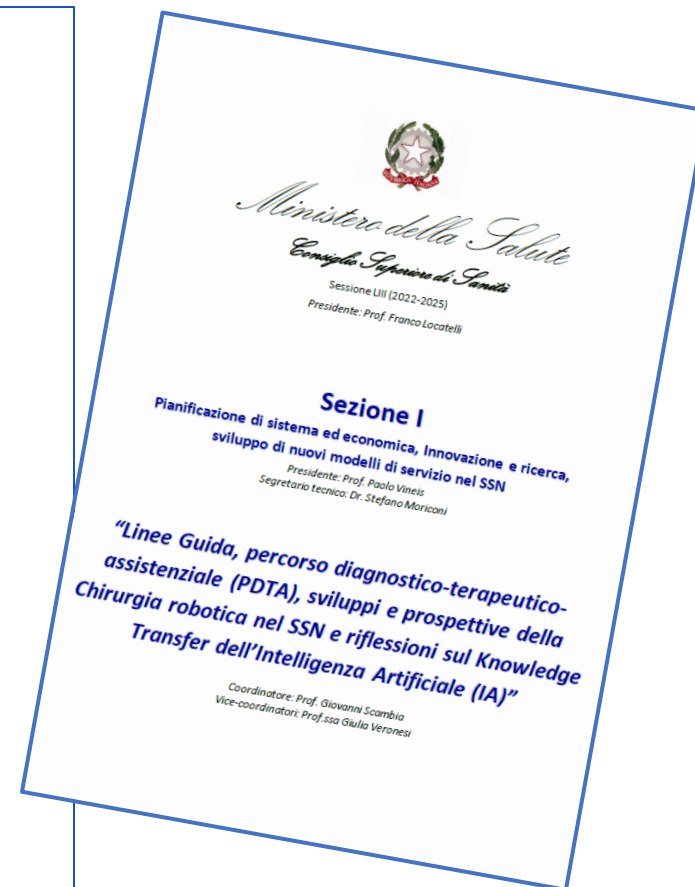 Ministero della Salute
Consiglio Superiore di Sanità
Sessione LIII (2022-2025)
Presidente: Prof. Franco Locatelli
Sezione I
Pianificazione di sistema ed economica, Innovazione e ricerca,
sviluppo di nuovi modelli di servizio nel SSN
Presidente: Prof. Paolo Vineis
Segretario tecnico: Dr. Stefano Moriconi
“Linee Guida, percorso diagnostico-terapeutico-
assistenziale (PDTA), sviluppi e prospettive della
Chirurgia robotica nel SSN e riflessioni sul Knowledge
Transfer dell’Intelligenza Artificiale (IA)”
Coordinatore: Prof. Giovanni Scambia
Vice-coordinatori: Prof.ssa Giulia Veronesi